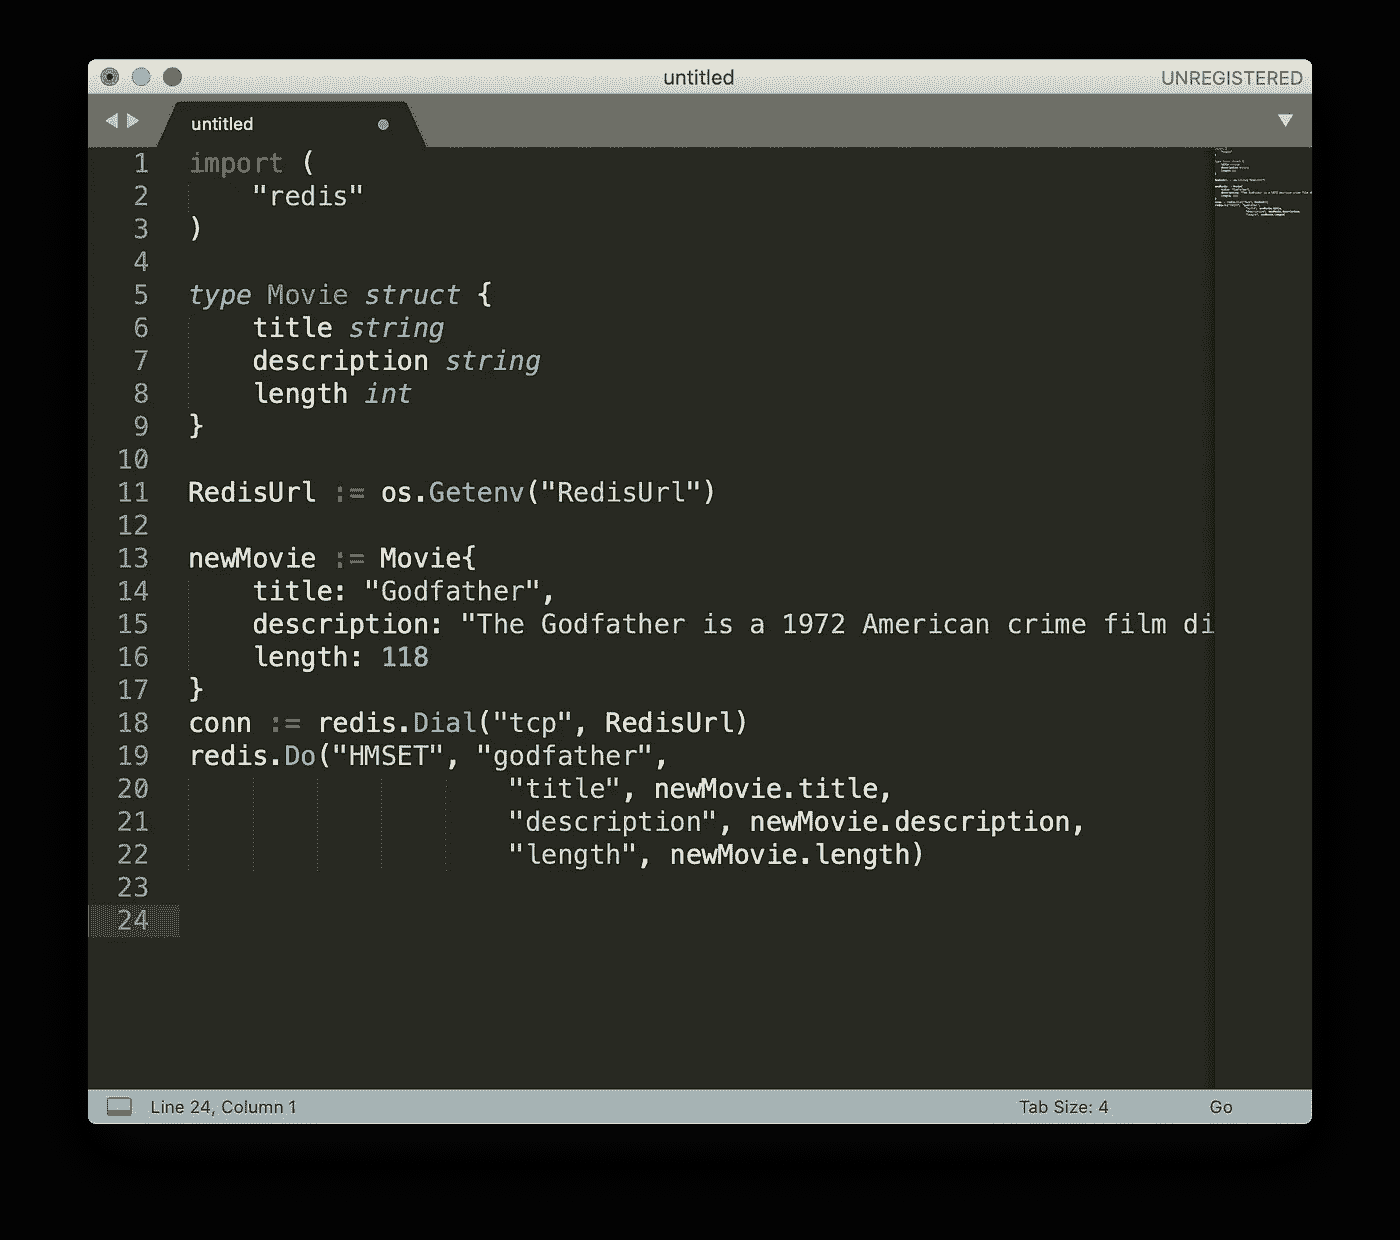 untitled
UNREGISTERED
untitled
1 import (
2     "redis"
3 )
4
5 type Movie struct {
6     title string
7     description string
8     length int
9 }
10
11 RedisUrl := os.Getenv("RedisUrl")
12
13 newMovie := Movie{
14     title: "Godfather",
15     description: "The Godfather is a 1972 American crime film di
16     length: 118
17 }
18 conn := redis.Dial("tcp", RedisUrl)
19 redis.Do("HMSET", "godfather",
20                     "title", newMovie.title,
21                     "description", newMovie.description,
22                     "length", newMovie.length)
23
24
Line 24, Column 1
Tab Size: 4
Go